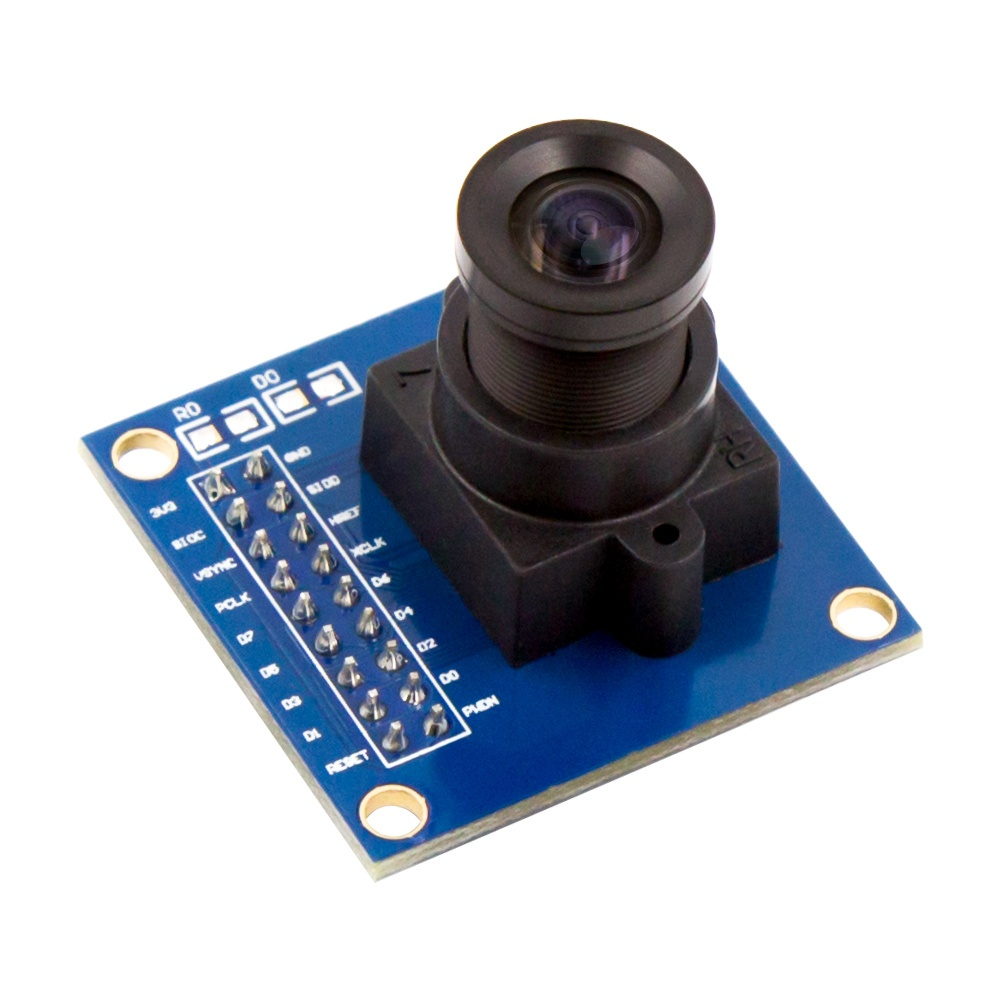 R0
D0
3V3
GND
SIOC
SIOD
VSYNC
HREF
PCLK
XCLK
D7
D6
D5
D4
D3
D2
D1
D0
RESET
PWDN